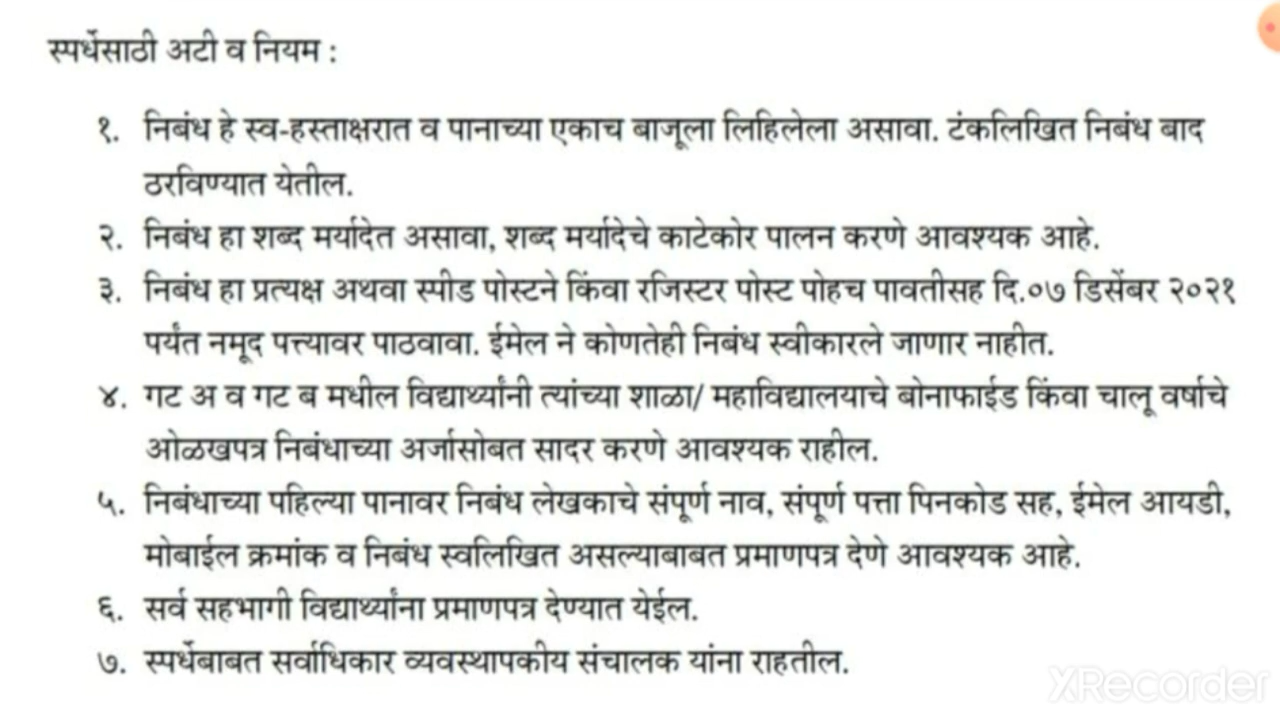 स्पर्धेसाठी अटी व नियम :
१. निबंध हे स्व-हस्ताक्षरात व पानाच्या एकाच बाजूला लिहिलेला असावा. टंकलिखित निबंध बाद
ठरविण्यात येतील.
२. निबंध हा शब्द मर्यादेत असावा, शब्द मर्यादेचे काटेकोर पालन करणे आवश्यक आहे.
३. निबंध हा प्रत्यक्ष अथवा स्पीड पोस्टने किंवा रजिस्टर पोस्ट पोहच पावतीसह दि.०७ डिसेंबर २०२१
पर्यंत नमूद पत्त्यावर पाठवावा. ईमेल ने कोणतेही निबंध स्वीकारले जाणार नाहीत.
४. गट अ व गट ब मधील विद्यार्थ्यांनी त्यांच्या शाळा/ महाविद्यालयाचे बोनाफाईड किंवा चालू वर्षाचे
ओळखपत्र निबंधाच्या अर्जासोबत सादर करणे आवश्यक राहील.
५. निबंधाच्या पहिल्या पानावर निबंध लेखकाचे संपूर्ण नाव, संपूर्ण पत्ता पिनकोड सह, ईमेल आयडी,
मोबाईल क्रमांक व निबंध स्वलिखित असल्याबाबत प्रमाणपत्र देणे आवश्यक आहे.
६. सर्व सहभागी विद्यार्थ्यांना प्रमाणपत्र देण्यात येईल.
७. स्पर्धेबाबत सर्वाधिकार व्यवस्थापकीय संचालक यांना राहतील.
XRecorder